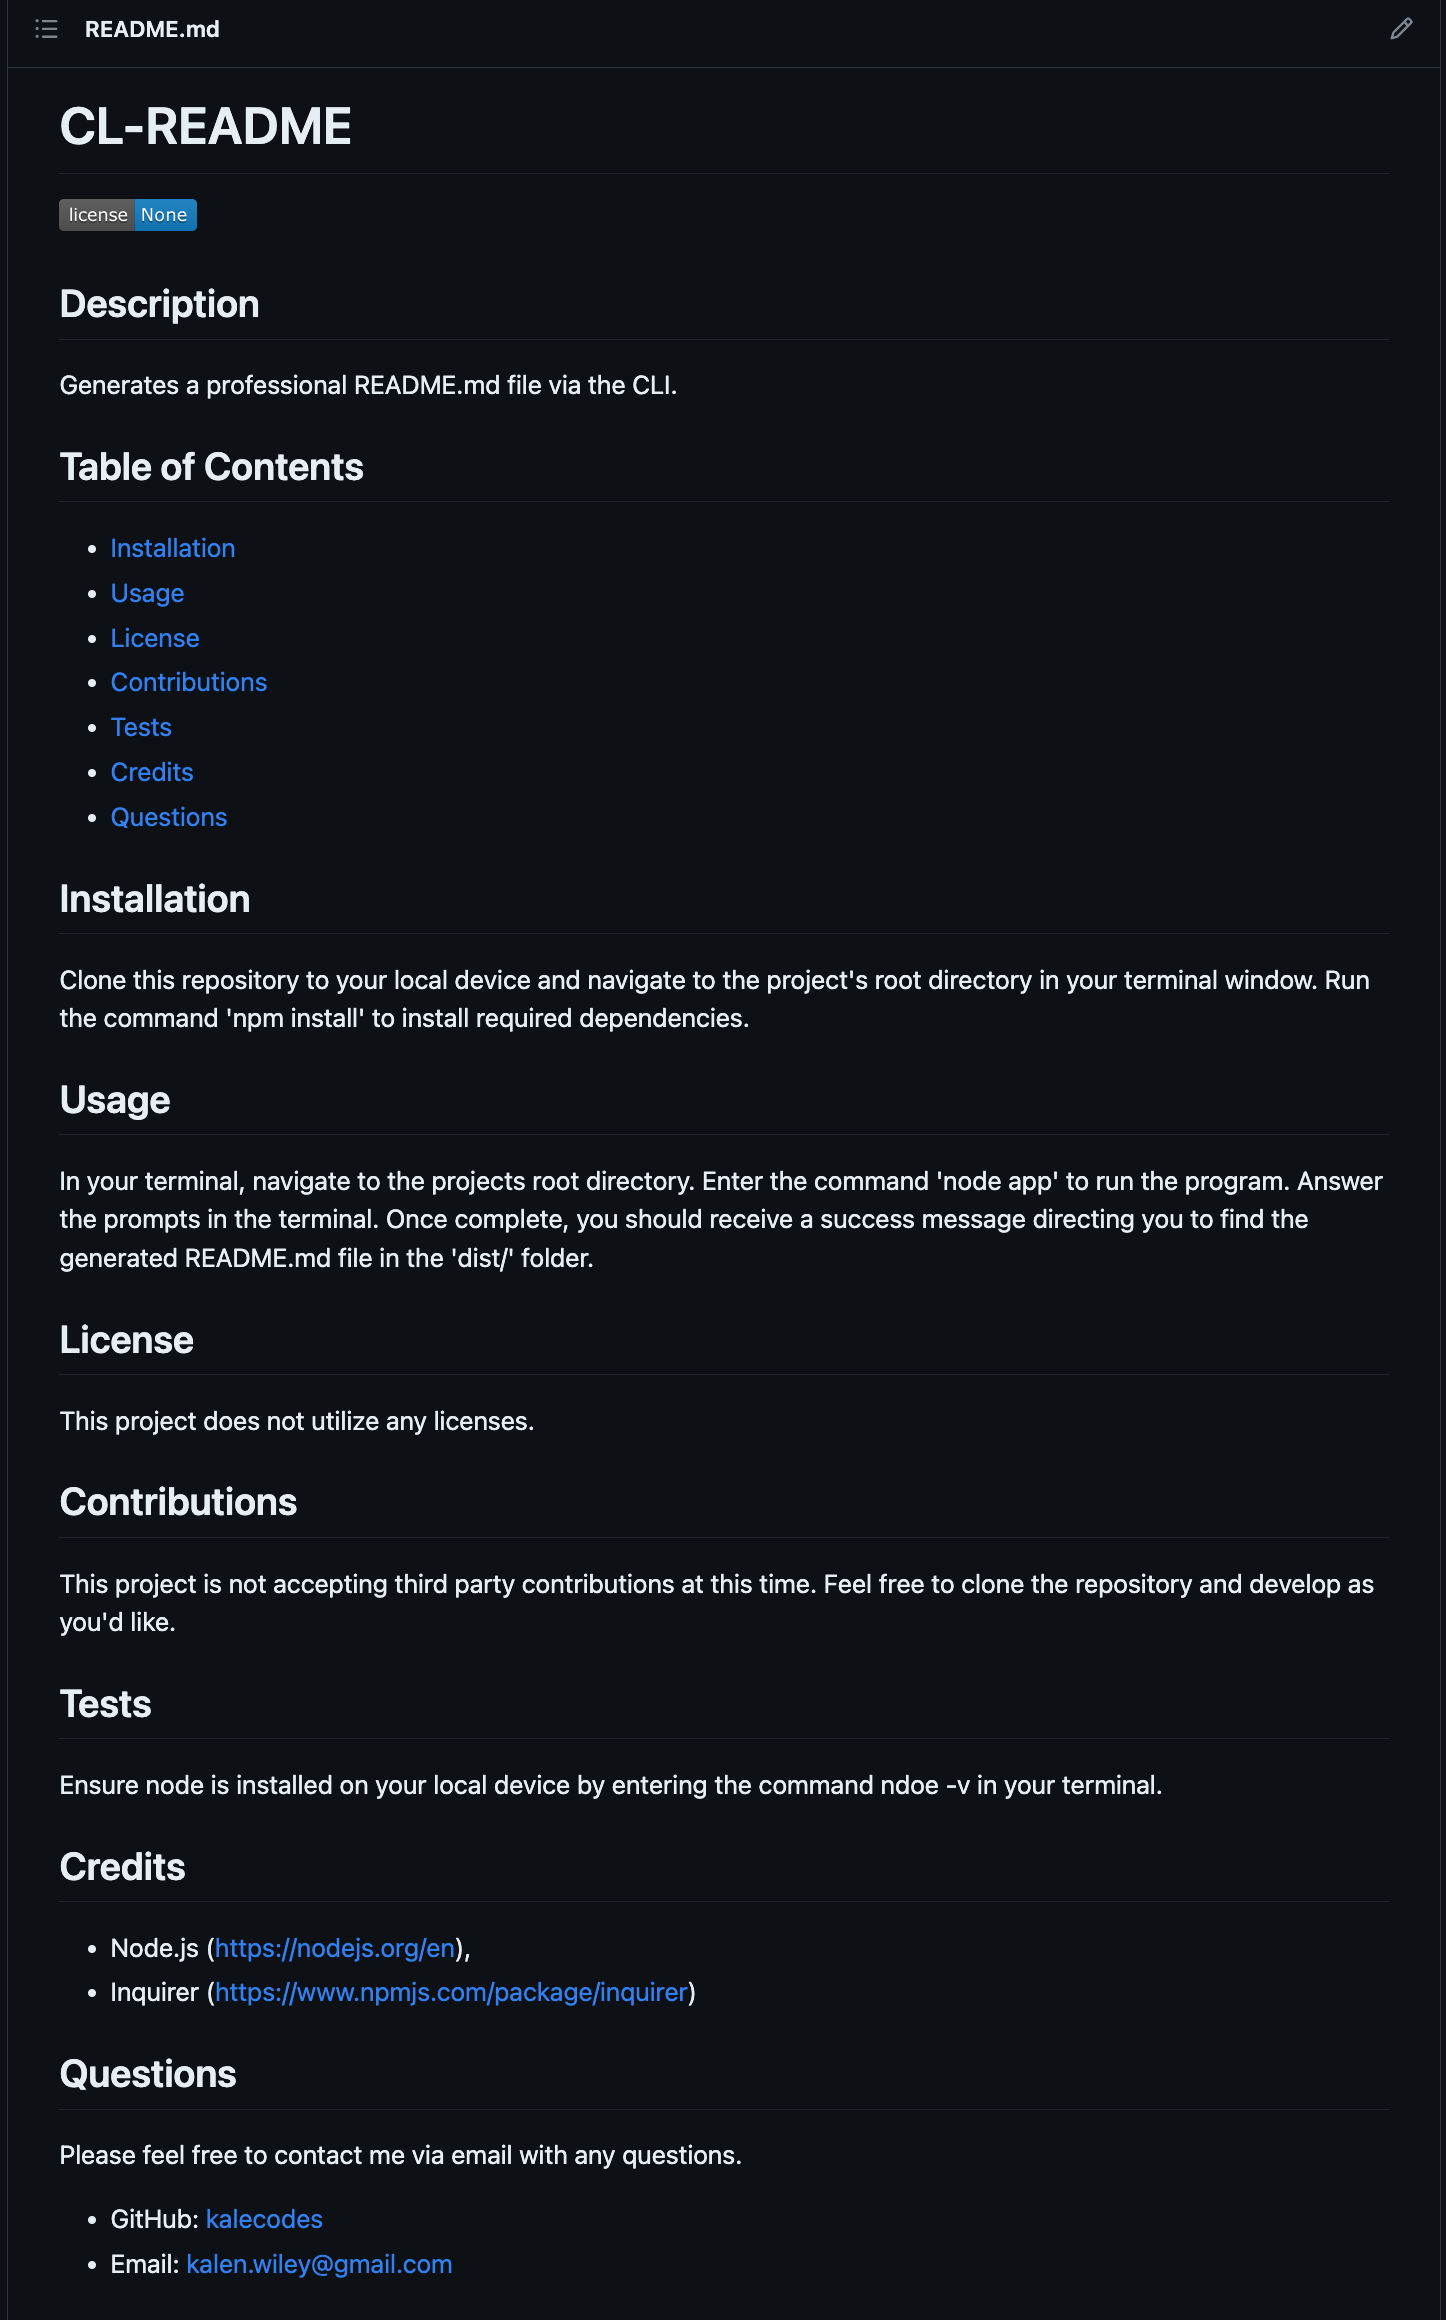 README.md
CL-README
license None
Description
Generates a professional README.md file via the CLI.
Table of Contents
Installation
Usage
License
Contributions
Tests
Credits
Questions
Installation
Clone this repository to your local device and navigate to the project's root directory in your terminal window. Run
the command 'npm install' to install required dependencies.
Usage
In your terminal, navigate to the projects root directory. Enter the command 'node app' to run the program. Answer
the prompts in the terminal. Once complete, you should receive a success message directing you to find the
generated README.md file in the 'dist/' folder.
License
This project does not utilize any licenses.
Contributions
This project is not accepting third party contributions at this time. Feel free to clone the repository and develop as
you'd like.
Tests
Ensure node is installed on your local device by entering the command ndoe -v in your terminal.
Credits
Node.js (https://nodejs.org/en),
Inquirer (https://www.npmjs.com/package/inquirer)
Questions
Please feel free to contact me via email with any questions.
GitHub: kalecodes
Email: kalen.wiley@gmail.com